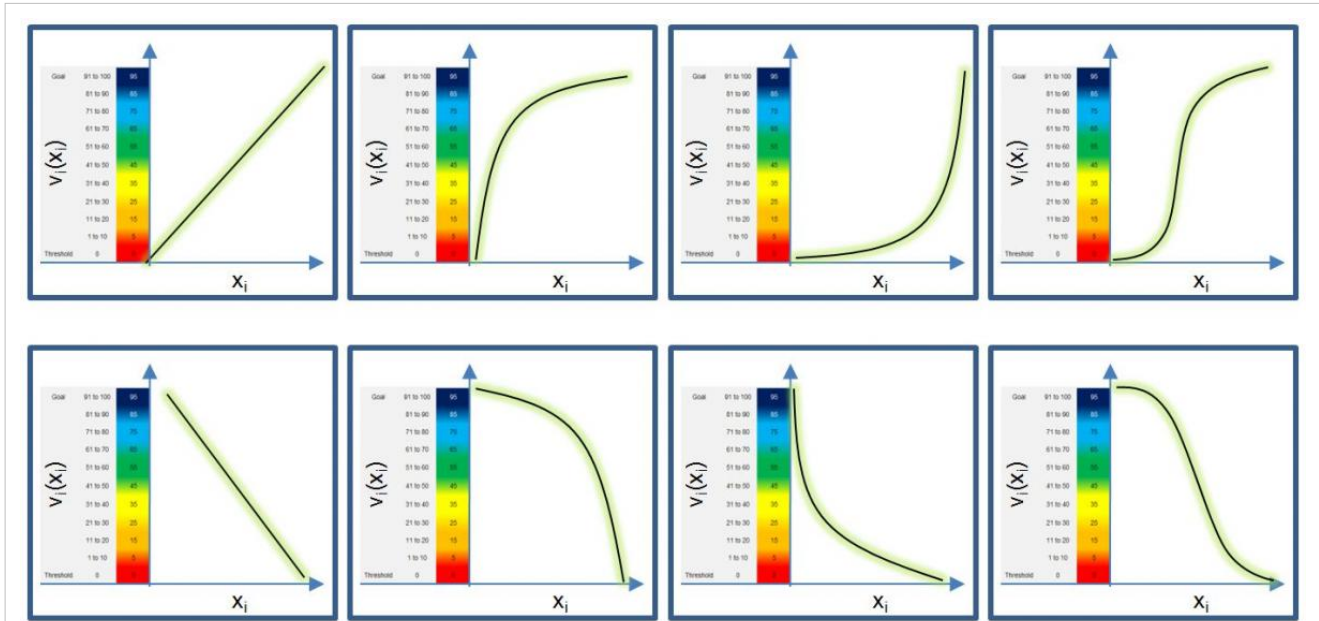 vᵢ(xᵢ)
Goal 91 to 100 95
81 to 90 85
71 to 80 75
61 to 70 65
51 to 60 55
41 to 50 45
31 to 40 35
21 to 30 25
11 to 20 15
1 to 10 5
Threshold 0
xᵢ
vᵢ(xᵢ)
Goal 91 to 100 95
81 to 90 85
71 to 80 75
61 to 70 65
51 to 60 55
41 to 50 45
31 to 40 35
21 to 30 25
11 to 20 15
1 to 10 5
Threshold 0
xᵢ
vᵢ(xᵢ)
Goal 91 to 100 95
81 to 90 85
71 to 80 75
61 to 70 65
51 to 60 55
41 to 50 45
31 to 40 35
21 to 30 25
11 to 20 15
1 to 10 5
Threshold 0
xᵢ
vᵢ(xᵢ)
Goal 91 to 100 95
81 to 90 85
71 to 80 75
61 to 70 65
51 to 60 55
41 to 50 45
31 to 40 35
21 to 30 25
11 to 20 15
1 to 10 5
Threshold 0
xᵢ
vᵢ(xᵢ)
Goal 91 to 100 95
81 to 90 85
71 to 80 75
61 to 70 65
51 to 60 55
41 to 50 45
31 to 40 35
21 to 30 25
11 to 20 15
1 to 10 5
Threshold 0
xᵢ
vᵢ(xᵢ)
Goal 91 to 100 95
81 to 90 85
71 to 80 75
61 to 70 65
51 to 60 55
41 to 50 45
31 to 40 35
21 to 30 25
11 to 20 15
1 to 10 5
Threshold 0
xᵢ
vᵢ(xᵢ)
Goal 91 to 100 95
81 to 90 85
71 to 80 75
61 to 70 65
51 to 60 55
41 to 50 45
31 to 40 35
21 to 30 25
11 to 20 15
1 to 10 5
Threshold 0
xᵢ
vᵢ(xᵢ)
Goal 91 to 100 95
81 to 90 85
71 to 80 75
61 to 70 65
51 to 60 55
41 to 50 45
31 to 40 35
21 to 30 25
11 to 20 15
1 to 10 5
Threshold 0
xᵢ